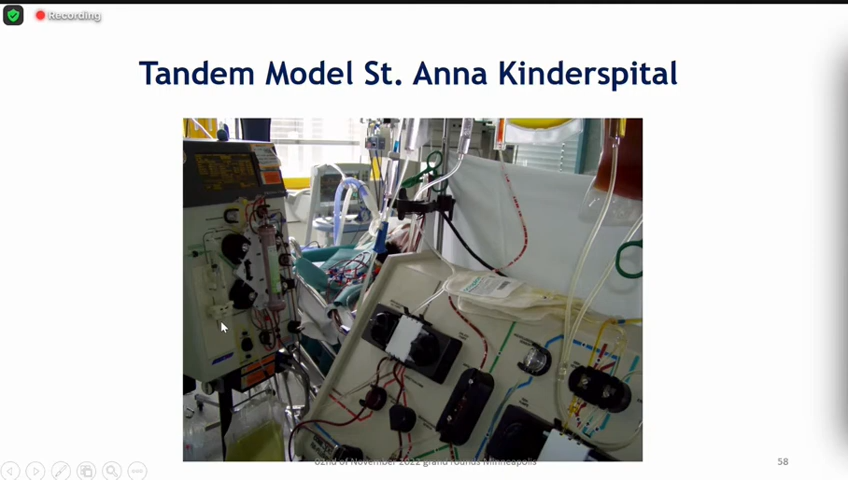 Recording
Tandem Model St. Anna Kinderspital
02nd of November 2022 grand rounds Minneapolis
58